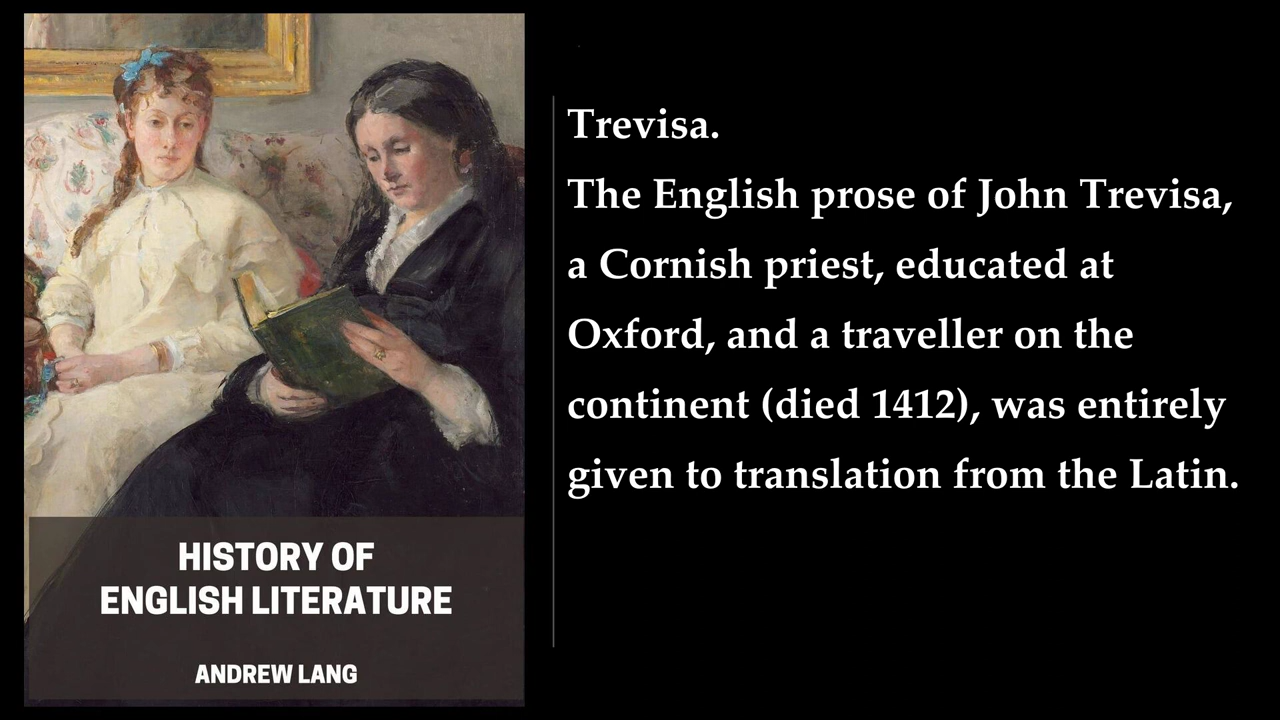 HISTORY OF
ENGLISH LITERATURE
ANDREW LANG
Trevisa.
The English prose of John Trevisa,
a Cornish priest, educated at
Oxford, and a traveller on the
continent (died 1412), was entirely
given to translation from the Latin.